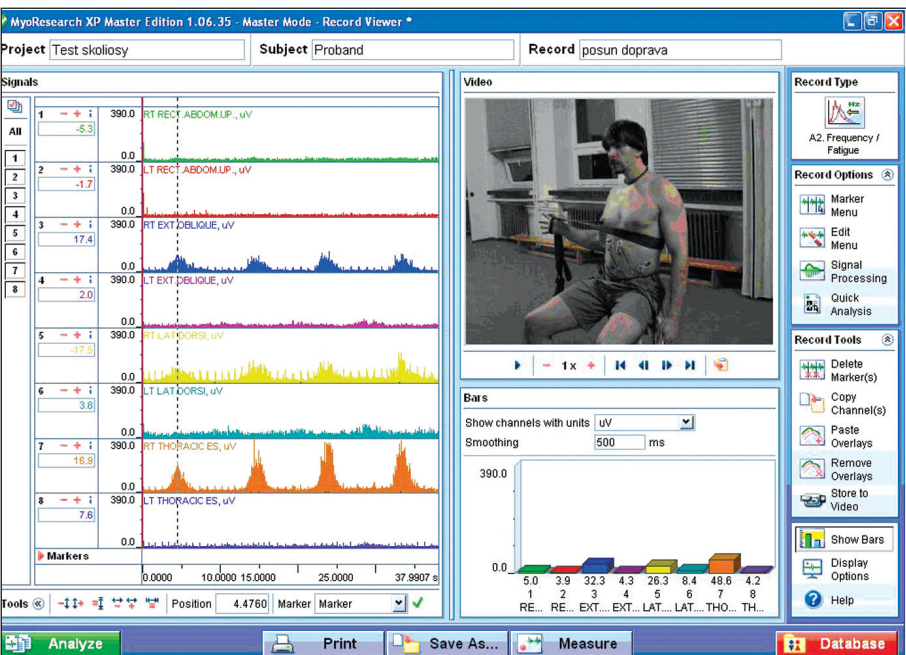 MyoResearch XP Master Edition 1.06.35 - Master Mode - Record Viewer *
Project Test skoliosy Subject Proband Record posun doprava
Signals
All
1
2
3
4
5
6
7
8
1 -5.3 390.0 RT RECT.ABDOM.UP., uV
0.0
2 -1.7 LT RECT.ABDOM.UP., uV
0.0
3 17.4 390.0 RT EXT.OBLIQUE, uV
0.0
4 2.0 390.0 LT EXT.OBLIQUE, uV
0.0
5 -17.5 390.0 RT LAT.DORSI, uV
0.0
6 3.8 390.0 LT LAT.DORSI, uV
0.0
7 16.9 390.0 RT THORACIC ES, uV
0.0
8 7.6 390.0 LT THORACIC ES, uV
0.0
Markers
0.0000 10.0000 15.0000 25.0000 37.9907 s
Tools Position 4.4760 Marker Marker
Video
1x
Bars
Show channels with units uV
Smoothing 500 ms
390.0
0.0
5.0 3.9 32.3 4.3 26.3 8.4 48.6 4.2
1 2 3 4 5 6 7 8
RE... RE... EXT.... EXT... LAT.... LAT.... THO... TH...
Record Type
Hz
A2. Frequency /
Fatigue
Record Options
Marker
Menu
Edit
Menu
Signal
Processing
Quick
Analysis
Record Tools
Delete
Marker(s)
Copy
Channel(s)
Paste
Overlays
Remove
Overlays
Store to
Video
Show Bars
Display
Options
Help
Analyze Print Save As... Measure Database